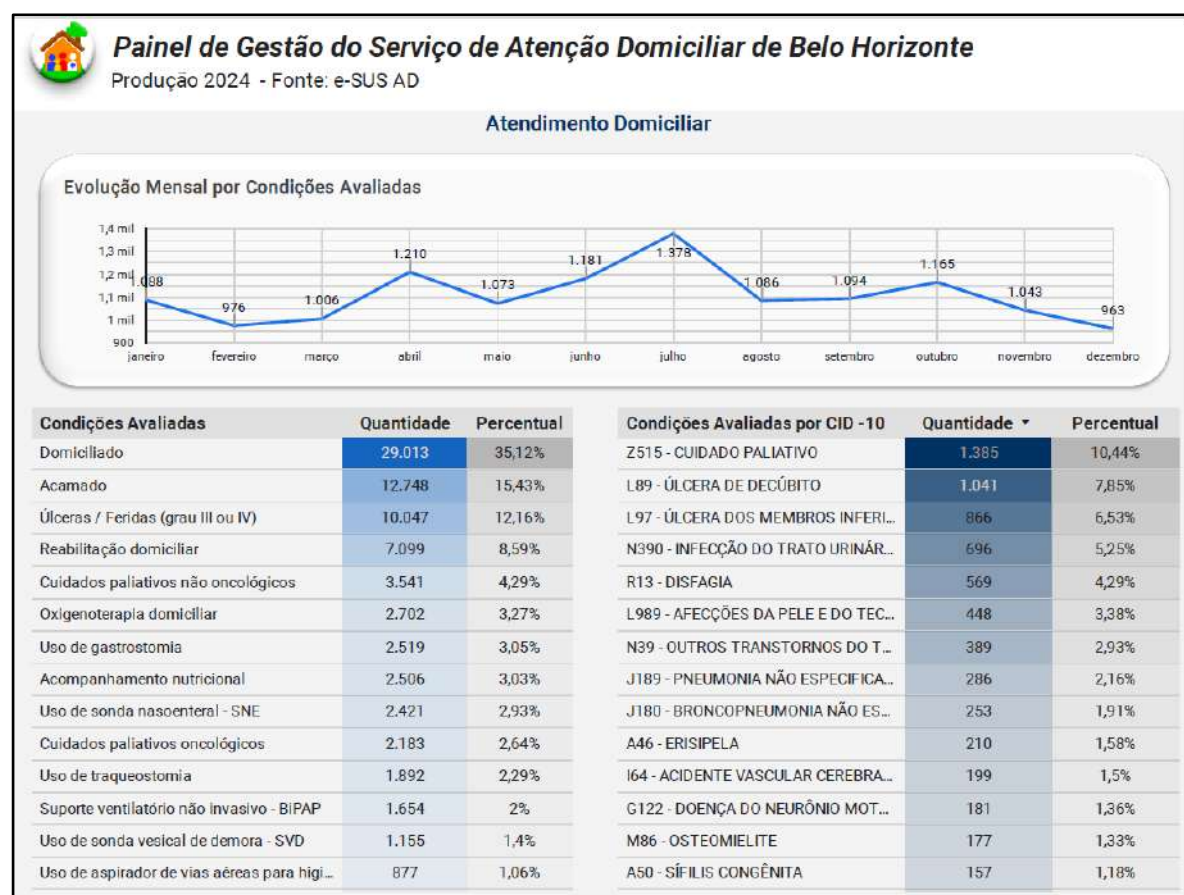 Painel de Gestão do Serviço de Atenção Domiciliar de Belo Horizonte
Produção 2024 - Fonte: e-SUS AD
Atendimento Domiciliar
Evolução Mensal por Condições Avaliadas
1,4 mil
1,3 mil
1,2 mil
1,1 mil
1 mil
900
1.088
976
1.006
1.210
1.073
1.181
1.378
1.086
1.094
1.165
1.043
963
janeiro fevereiro março abril maio junho julho agosto setembro outubro novembro dezembro
Condições Avaliadas Quantidade Percentual
Domiciliado 29.013 35,12%
Acamado 12.748 15,43%
Úlceras / Feridas (grau III ou IV) 10.047 12,16%
Reabilitação domiciliar 7.099 8,59%
Cuidados paliativos não oncológicos 3.541 4,29%
Oxigenoterapia domiciliar 2.702 3,27%
Uso de gastrostomia 2.519 3,05%
Acompanhamento nutricional 2.506 3,03%
Uso de sonda nasoenteral - SNE 2.421 2,93%
Cuidados paliativos oncológicos 2.183 2,64%
Uso de traqueostomia 1.892 2,29%
Suporte ventilatório não invasivo - BiPAP 1.654 2%
Uso de sonda vesical de demora - SVD 1.155 1,4%
Uso de aspirador de vias aéreas para higi... 877 1,06%
Condições Avaliadas por CID -10 Quantidade Percentual
Z515 - CUIDADO PALIATIVO 1.385 10,44%
L89 - ÚLCERA DE DECÚBITO 1.041 7,85%
L97 - ÚLCERA DOS MEMBROS INFERI... 866 6,53%
N390 - INFECÇÃO DO TRATO URINÁR... 696 5,25%
R13 - DISFAGIA 569 4,29%
L989 - AFECÇÕES DA PELE E DO TEC... 448 3,38%
N39 - OUTROS TRANSTORNOS DO T... 389 2,93%
J189 - PNEUMONIA NÃO ESPECIFICA... 286 2,16%
J180 - BRONCOPNEUMONIA NÃO ES... 253 1,91%
A46 - ERISIPELA 210 1,58%
I64 - ACIDENTE VASCULAR CEREBRA... 199 1,5%
G122 - DOENÇA DO NEURÔNIO MOT... 181 1,36%
M86 - OSTEOMIELITE 177 1,33%
A50 - SÍFILIS CONGÊNITA 157 1,18%